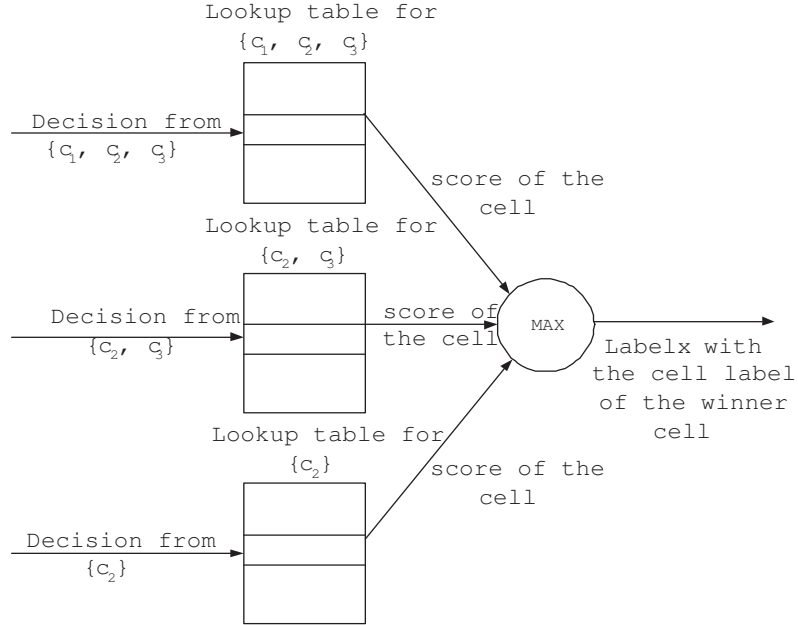 Lookup table for
{c₁, c₂, c₃}
Decision from
{c₁, c₂, c₃}
score of the
cell
Lookup table for
{c₂, c₃}
Decision from
{c₂, c₃}
score of
the cell
MAX
Labelx with
the cell label
of the winner
cell
Lookup table for
{c₂}
score of the
cell
Decision from
{c₂}